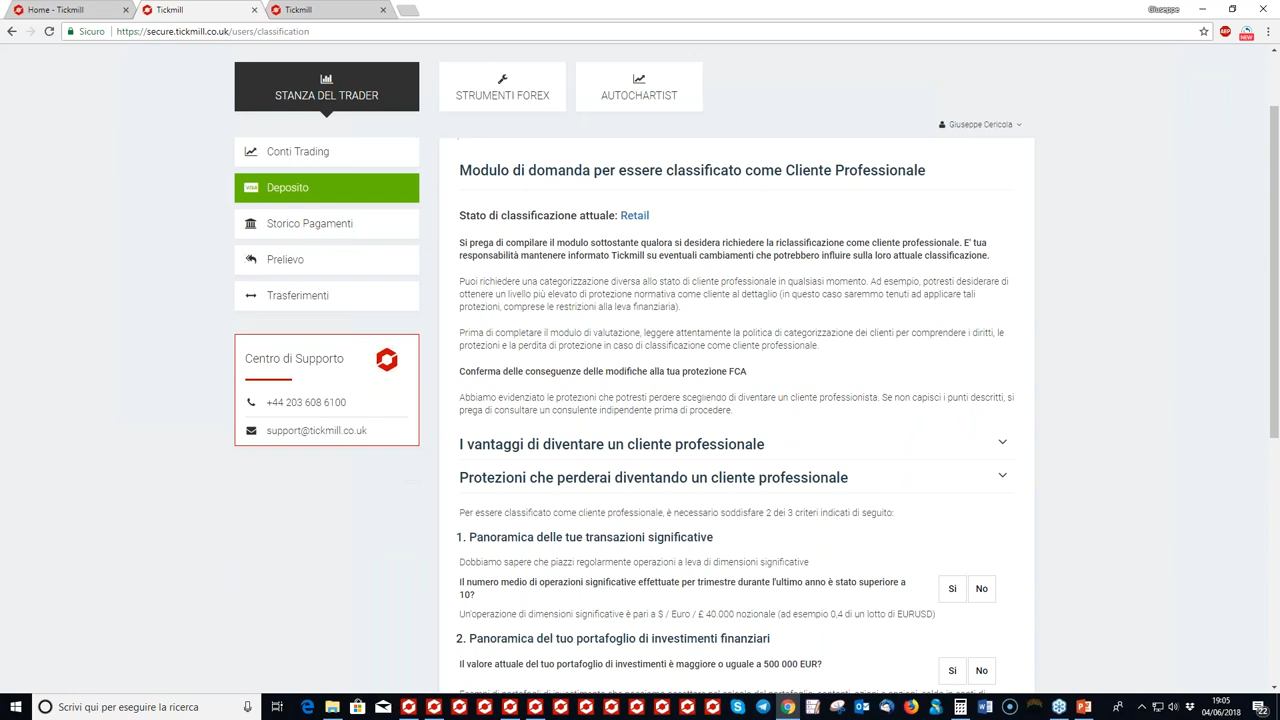 Home - Tickmill
Tickmill
Tickmill
Giuseppe
Sicuro
https://secure.tickmill.co.uk/users/classification
ABP
NEW
STANZA DEL TRADER
STRUMENTI FOREX
AUTOCHARTIST
Giuseppe Cericola
Conti Trading
VISA Deposito
Storico Pagamenti
Prelievo
Trasferimenti
Centro di Supporto
+44 203 608 6100
support@tickmill.co.uk
Modulo di domanda per essere classificato come Cliente Professionale
Stato di classificazione attuale: Retail
Si prega di compilare il modulo sottostante qualora si desidera richiedere la riclassificazione come cliente professionale. E' tua
responsabilità mantenere informato Tickmill su eventuali cambiamenti che potrebbero influire sulla loro attuale classificazione.
Puoi richiedere una categorizzazione diversa allo stato di cliente professionale in qualsiasi momento. Ad esempio, potresti desiderare di
ottenere un livello più elevato di protezione normativa come cliente al dettaglio (in questo caso saremmo tenuti ad applicare tali
protezioni, comprese le restrizioni alla leva finanziaria).
Prima di completare il modulo di valutazione, leggere attentamente la politica di categorizzazione dei clienti per comprendere i diritti, le
protezioni e la perdita di protezione in caso di classificazione come cliente professionale.
Conferma delle conseguenze delle modifiche alla tua protezione FCA
Abbiamo evidenziato le protezioni che potresti perdere scegliendo di diventare un cliente professionista. Se non capisci i punti descritti, si
prega di consultare un consulente indipendente prima di procedere.
I vantaggi di diventare un cliente professionale
Protezioni che perderai diventando un cliente professionale
Per essere classificato come cliente professionale, è necessario soddisfare 2 dei 3 criteri indicati di seguito:
1. Panoramica delle tue transazioni significative
Dobbiamo sapere che piazzi regolarmente operazioni a leva di dimensioni significative
Il numero medio di operazioni significative effettuate per trimestre durante l'ultimo anno è stato superiore a
10?
Si No
Un'operazione di dimensioni significative è pari a $ / Euro / £ 40.000 nozionale (ad esempio 0,4 di un lotto di EURUSD)
2. Panoramica del tuo portafoglio di investimenti finanziari
Il valore attuale del tuo portafoglio di investimenti è maggiore o uguale a 500 000 EUR?
Si No
Scrivi qui per eseguire la ricerca
19:05
04/06/2018
22